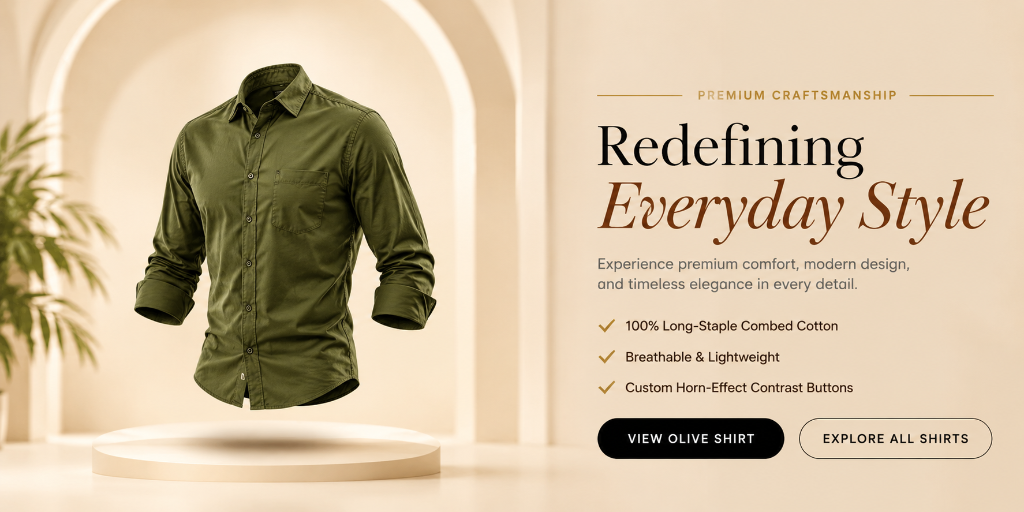 PREMIUM CRAFTSMANSHIP
Redefining
Everyday Style
Experience premium comfort, modern design,
and timeless elegance in every detail.
100% Long-Staple Combed Cotton
Breathable & Lightweight
Custom Horn-Effect Contrast Buttons
VIEW OLIVE SHIRT
EXPLORE ALL SHIRTS